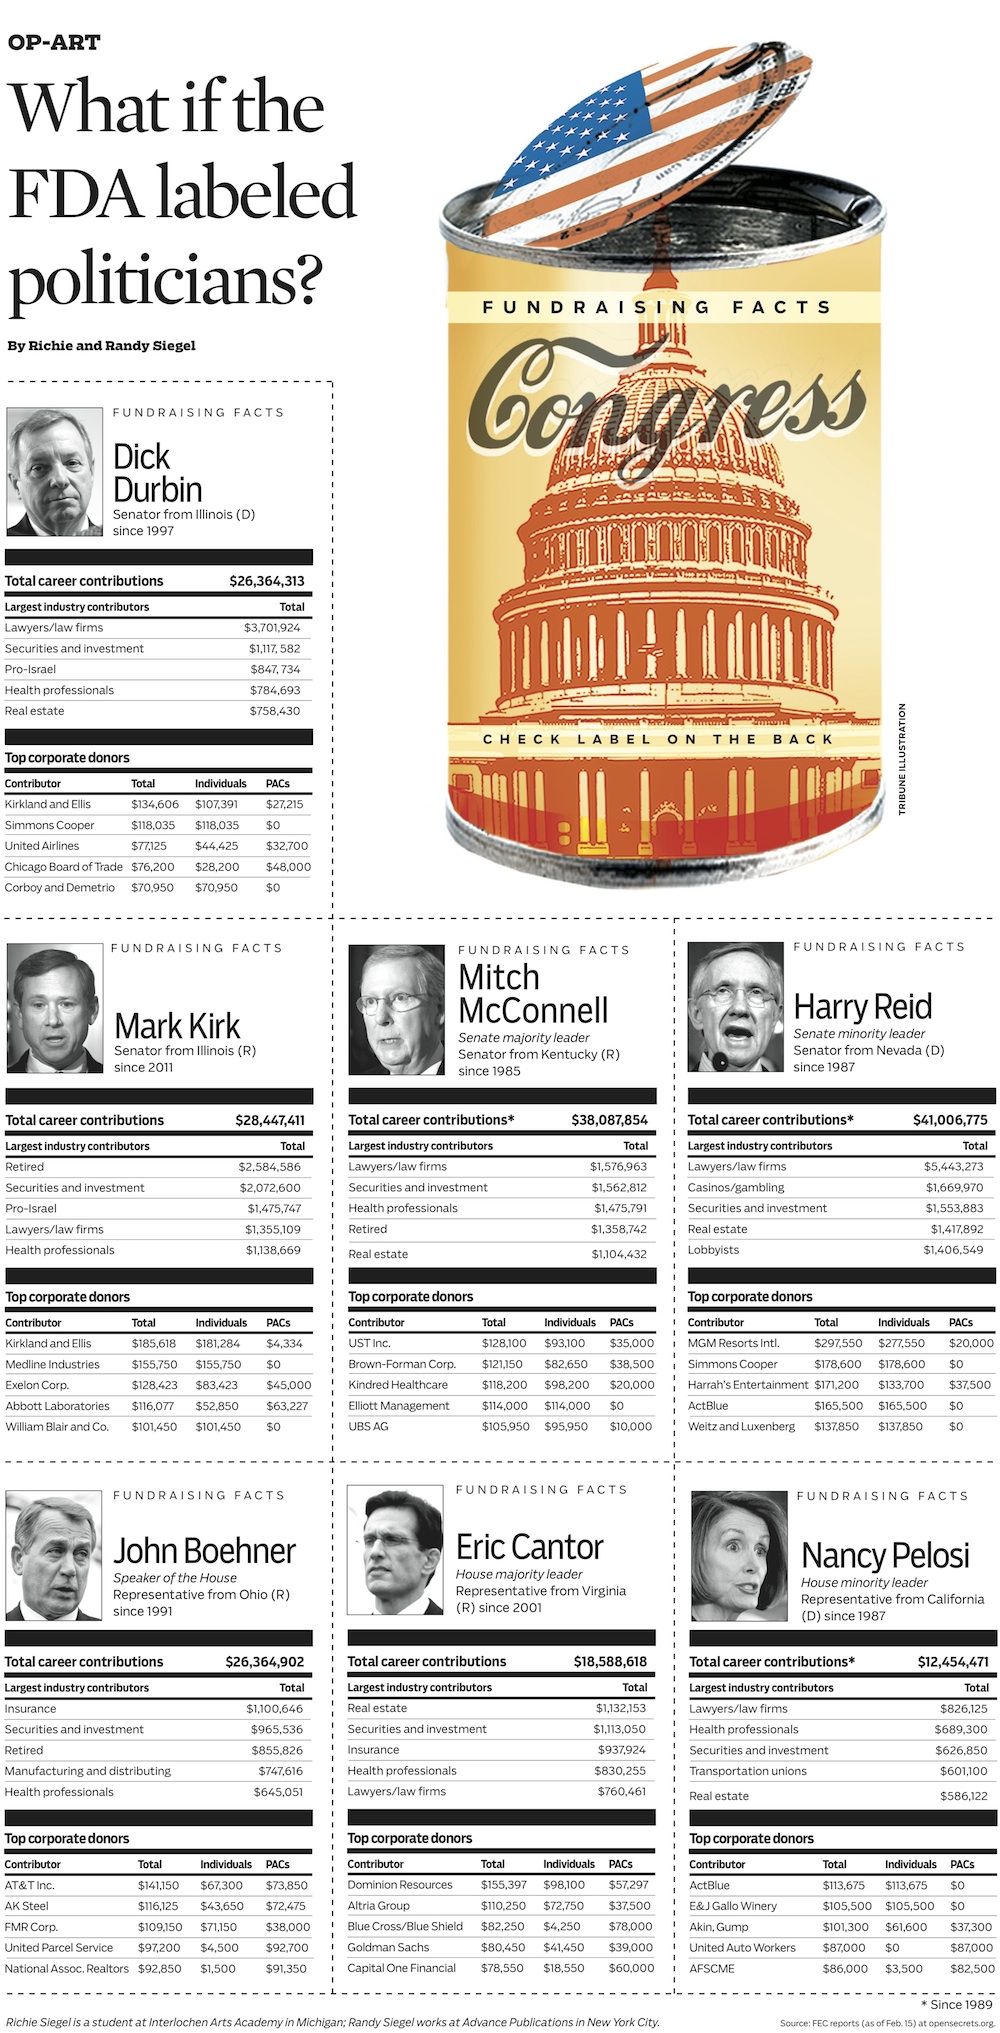 OP-ART
What if the
FDA labeled
politicians?
By Richie and Randy Siegel
FUNDRAISING FACTS
Congress
CHECK LABEL ON THE BACK
TRIBUNE ILLUSTRATION
FUNDRAISING FACTS
Dick
Durbin
Senator from Illinois (D)
since 1997
Total career contributions $26,364,313
Largest industry contributors Total
Lawyers/law firms $3,701,924
Securities and investment $1,117, 582
Pro-Israel $847, 734
Health professionals $784,693
Real estate $758,430
Top corporate donors
Contributor Total Individuals PACs
Kirkland and Ellis $134,606 $107,391 $27,215
Simmons Cooper $118,035 $118,035 $0
United Airlines $77,125 $44,425 $32,700
Chicago Board of Trade $76,200 $28,200 $48,000
Corboy and Demetrio $70,950 $70,950 $0
FUNDRAISING FACTS
Mark Kirk
Senator from Illinois (R)
since 2011
Total career contributions $28,447,411
Largest industry contributors Total
Retired $2,584,586
Securities and investment $2,072,600
Pro-Israel $1,475,747
Lawyers/law firms $1,355,109
Health professionals $1,138,669
Top corporate donors
Contributor Total Individuals PACs
Kirkland and Ellis $185,618 $181,284 $4,334
Medline Industries $155,750 $155,750 $0
Exelon Corp. $128,423 $83,423 $45,000
Abbott Laboratories $116,077 $52,850 $63,227
William Blair and Co. $101,450 $101,450 $0
FUNDRAISING FACTS
Mitch
McConnell
Senate majority leader
Senator from Kentucky (R)
since 1985
Total career contributions* $38,087,854
Largest industry contributors Total
Lawyers/law firms $1,576,963
Securities and investment $1,562,812
Health professionals $1,475,791
Retired $1,358,742
Real estate $1,104,432
Top corporate donors
Contributor Total Individuals PACs
UST Inc. $128,100 $93,100 $35,000
Brown-Forman Corp. $121,150 $82,650 $38,500
Kindred Healthcare $118,200 $98,200 $20,000
Elliott Management $114,000 $114,000 $0
UBS AG $105,950 $95,950 $10,000
FUNDRAISING FACTS
Harry Reid
Senate minority leader
Senator from Nevada (D)
since 1987
Total career contributions* $41,006,775
Largest industry contributors Total
Lawyers/law firms $5,443,273
Casinos/gambling $1,669,970
Securities and investment $1,553,883
Real estate $1,417,892
Lobbyists $1,406,549
Top corporate donors
Contributor Total Individuals PACs
MGM Resorts Intl. $297,550 $277,550 $20,000
Simmons Cooper $178,600 $178,600 $0
Harrah's Entertainment $171,200 $133,700 $37,500
ActBlue $165,500 $165,500 $0
Weitz and Luxenberg $137,850 $137,850 $0
FUNDRAISING FACTS
John Boehner
Speaker of the House
Representative from Ohio (R)
since 1991
Total career contributions $26,364,902
Largest industry contributors Total
Insurance $1,100,646
Securities and investment $965,536
Retired $855,826
Manufacturing and distributing $747,616
Health professionals $645,051
Top corporate donors
Contributor Total Individuals PACs
AT&T Inc. $141,150 $67,300 $73,850
AK Steel $116,125 $43,650 $72,475
FMR Corp. $109,150 $71,150 $38,000
United Parcel Service $97,200 $4,500 $92,700
National Assoc. Realtors $92,850 $1,500 $91,350
FUNDRAISING FACTS
Eric Cantor
House majority leader
Representative from Virginia
(R) since 2001
Total career contributions $18,588,618
Largest industry contributors Total
Real estate $1,132,153
Securities and investment $1,113,050
Insurance $937,924
Health professionals $830,255
Lawyers/law firms $760,461
Top corporate donors
Contributor Total Individuals PACs
Dominion Resources $155,397 $98,100 $57,297
Altria Group $110,250 $72,750 $37,500
Blue Cross/Blue Shield $82,250 $4,250 $78,000
Goldman Sachs $80,450 $41,450 $39,000
Capital One Financial $78,550 $18,550 $60,000
FUNDRAISING FACTS
Nancy Pelosi
House minority leader
Representative from California
(D) since 1987
Total career contributions* $12,454,471
Largest industry contributors Total
Lawyers/law firms $826,125
Health professionals $689,300
Securities and investment $626,850
Transportation unions $601,100
Real estate $586,122
Top corporate donors
Contributor Total Individuals PACs
ActBlue $113,675 $113,675 $0
E&J Gallo Winery $105,500 $105,500 $0
Akin, Gump $101,300 $61,600 $37,300
United Auto Workers $87,000 $0 $87,000
AFSCME $86,000 $3,500 $82,500
* Since 1989
Richie Siegel is a student at Interlochen Arts Academy in Michigan; Randy Siegel works at Advance Publications in New York City.
Source: FEC reports (as of Feb. 15) at opensecrets.org.